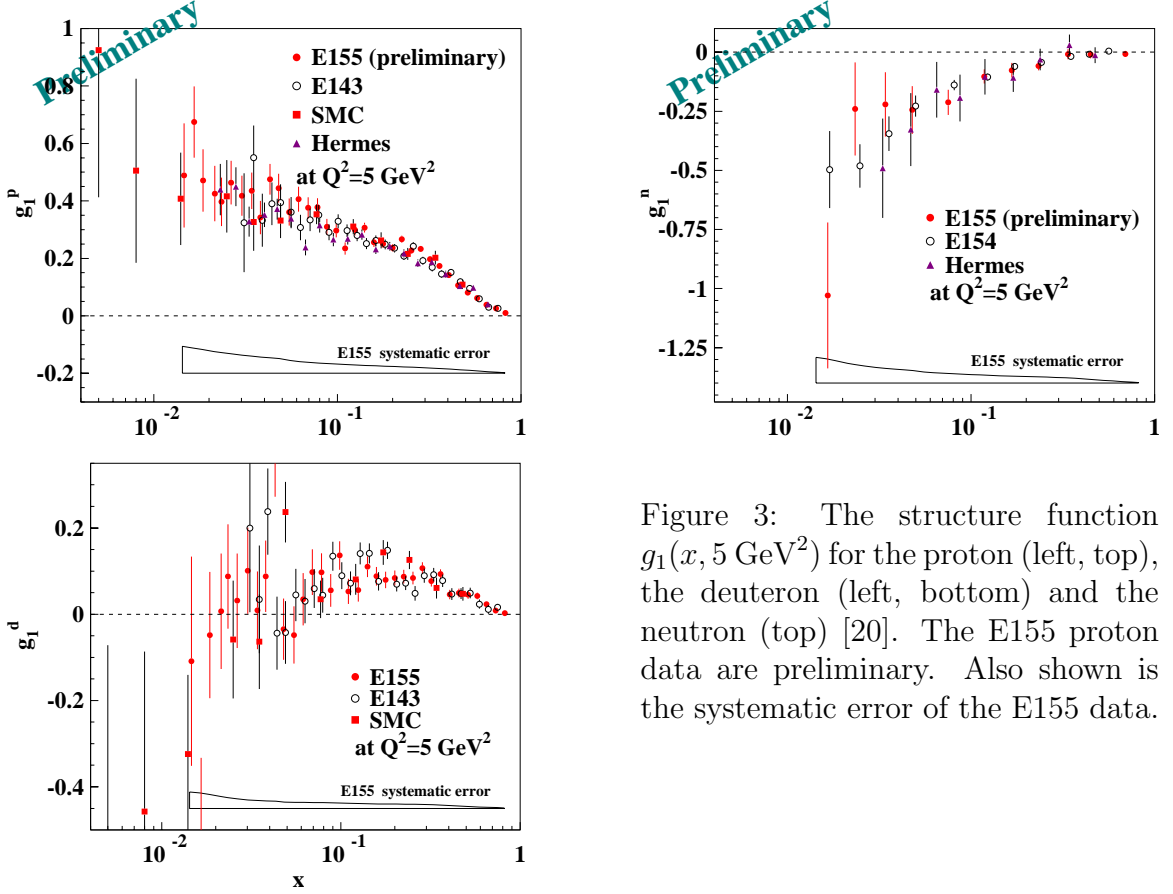 Preliminary
1
0.8
0.6
0.4
0.2
0
-0.2
g₁ᵖ
E155 (preliminary)
E143
SMC
Hermes
at Q²=5 GeV²
E155 systematic error
10⁻² 10⁻¹ 1
Preliminary
0
-0.25
-0.5
-0.75
-1
-1.25
g₁ⁿ
E155 (preliminary)
E154
Hermes
at Q²=5 GeV²
E155 systematic error
10⁻² 10⁻¹ 1
0.2
0
-0.2
-0.4
g₁ᵈ
E155
E143
SMC
at Q²=5 GeV²
E155 systematic error
10⁻² 10⁻¹ 1
x
Figure 3: The structure function
g₁(x, 5 GeV²) for the proton (left, top),
the deuteron (left, bottom) and the
neutron (top) [20]. The E155 proton
data are preliminary. Also shown is
the systematic error of the E155 data.